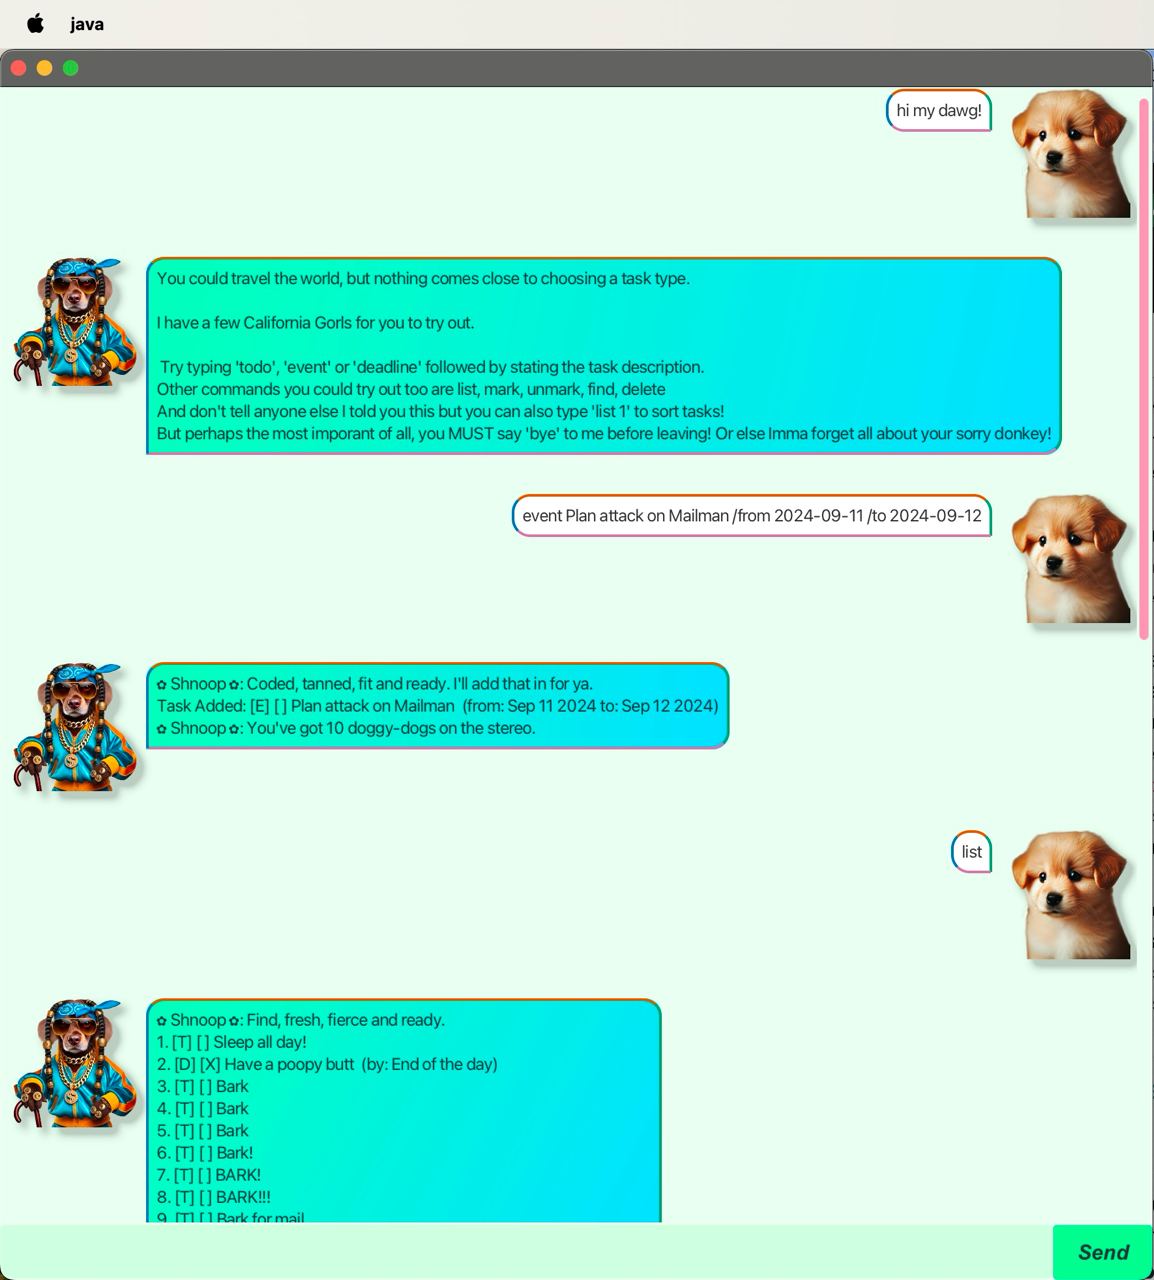 java
hi my dawg!
You could travel the world, but nothing comes close to choosing a task type.
I have a few California Gorls for you to try out.
Try typing 'todo', 'event' or 'deadline' followed by stating the task description.
Other commands you could try out too are list, mark, unmark, find, delete
And don't tell anyone else I told you this but you can also type 'list 1' to sort tasks!
But perhaps the most imporant of all, you MUST say 'bye' to me before leaving! Or else Imma forget all about your sorry donkey!
event Plan attack on Mailman /from 2024-09-11 /to 2024-09-12
✿ Shnoop ✿: Coded, tanned, fit and ready. I'll add that in for ya.
Task Added: [E] [ ] Plan attack on Mailman  (from: Sep 11 2024 to: Sep 12 2024)
✿ Shnoop ✿: You've got 10 doggy-dogs on the stereo.
list
✿ Shnoop ✿: Find, fresh, fierce and ready.
1. [T] [ ] Sleep all day!
2. [D] [X] Have a poopy butt  (by: End of the day)
3. [T] [ ] Bark
4. [T] [ ] Bark
5. [T] [ ] Bark
6. [T] [ ] Bark!
7. [T] [ ] BARK!
8. [T] [ ] BARK!!!
9. [T] [ ] Bark for mail
Send